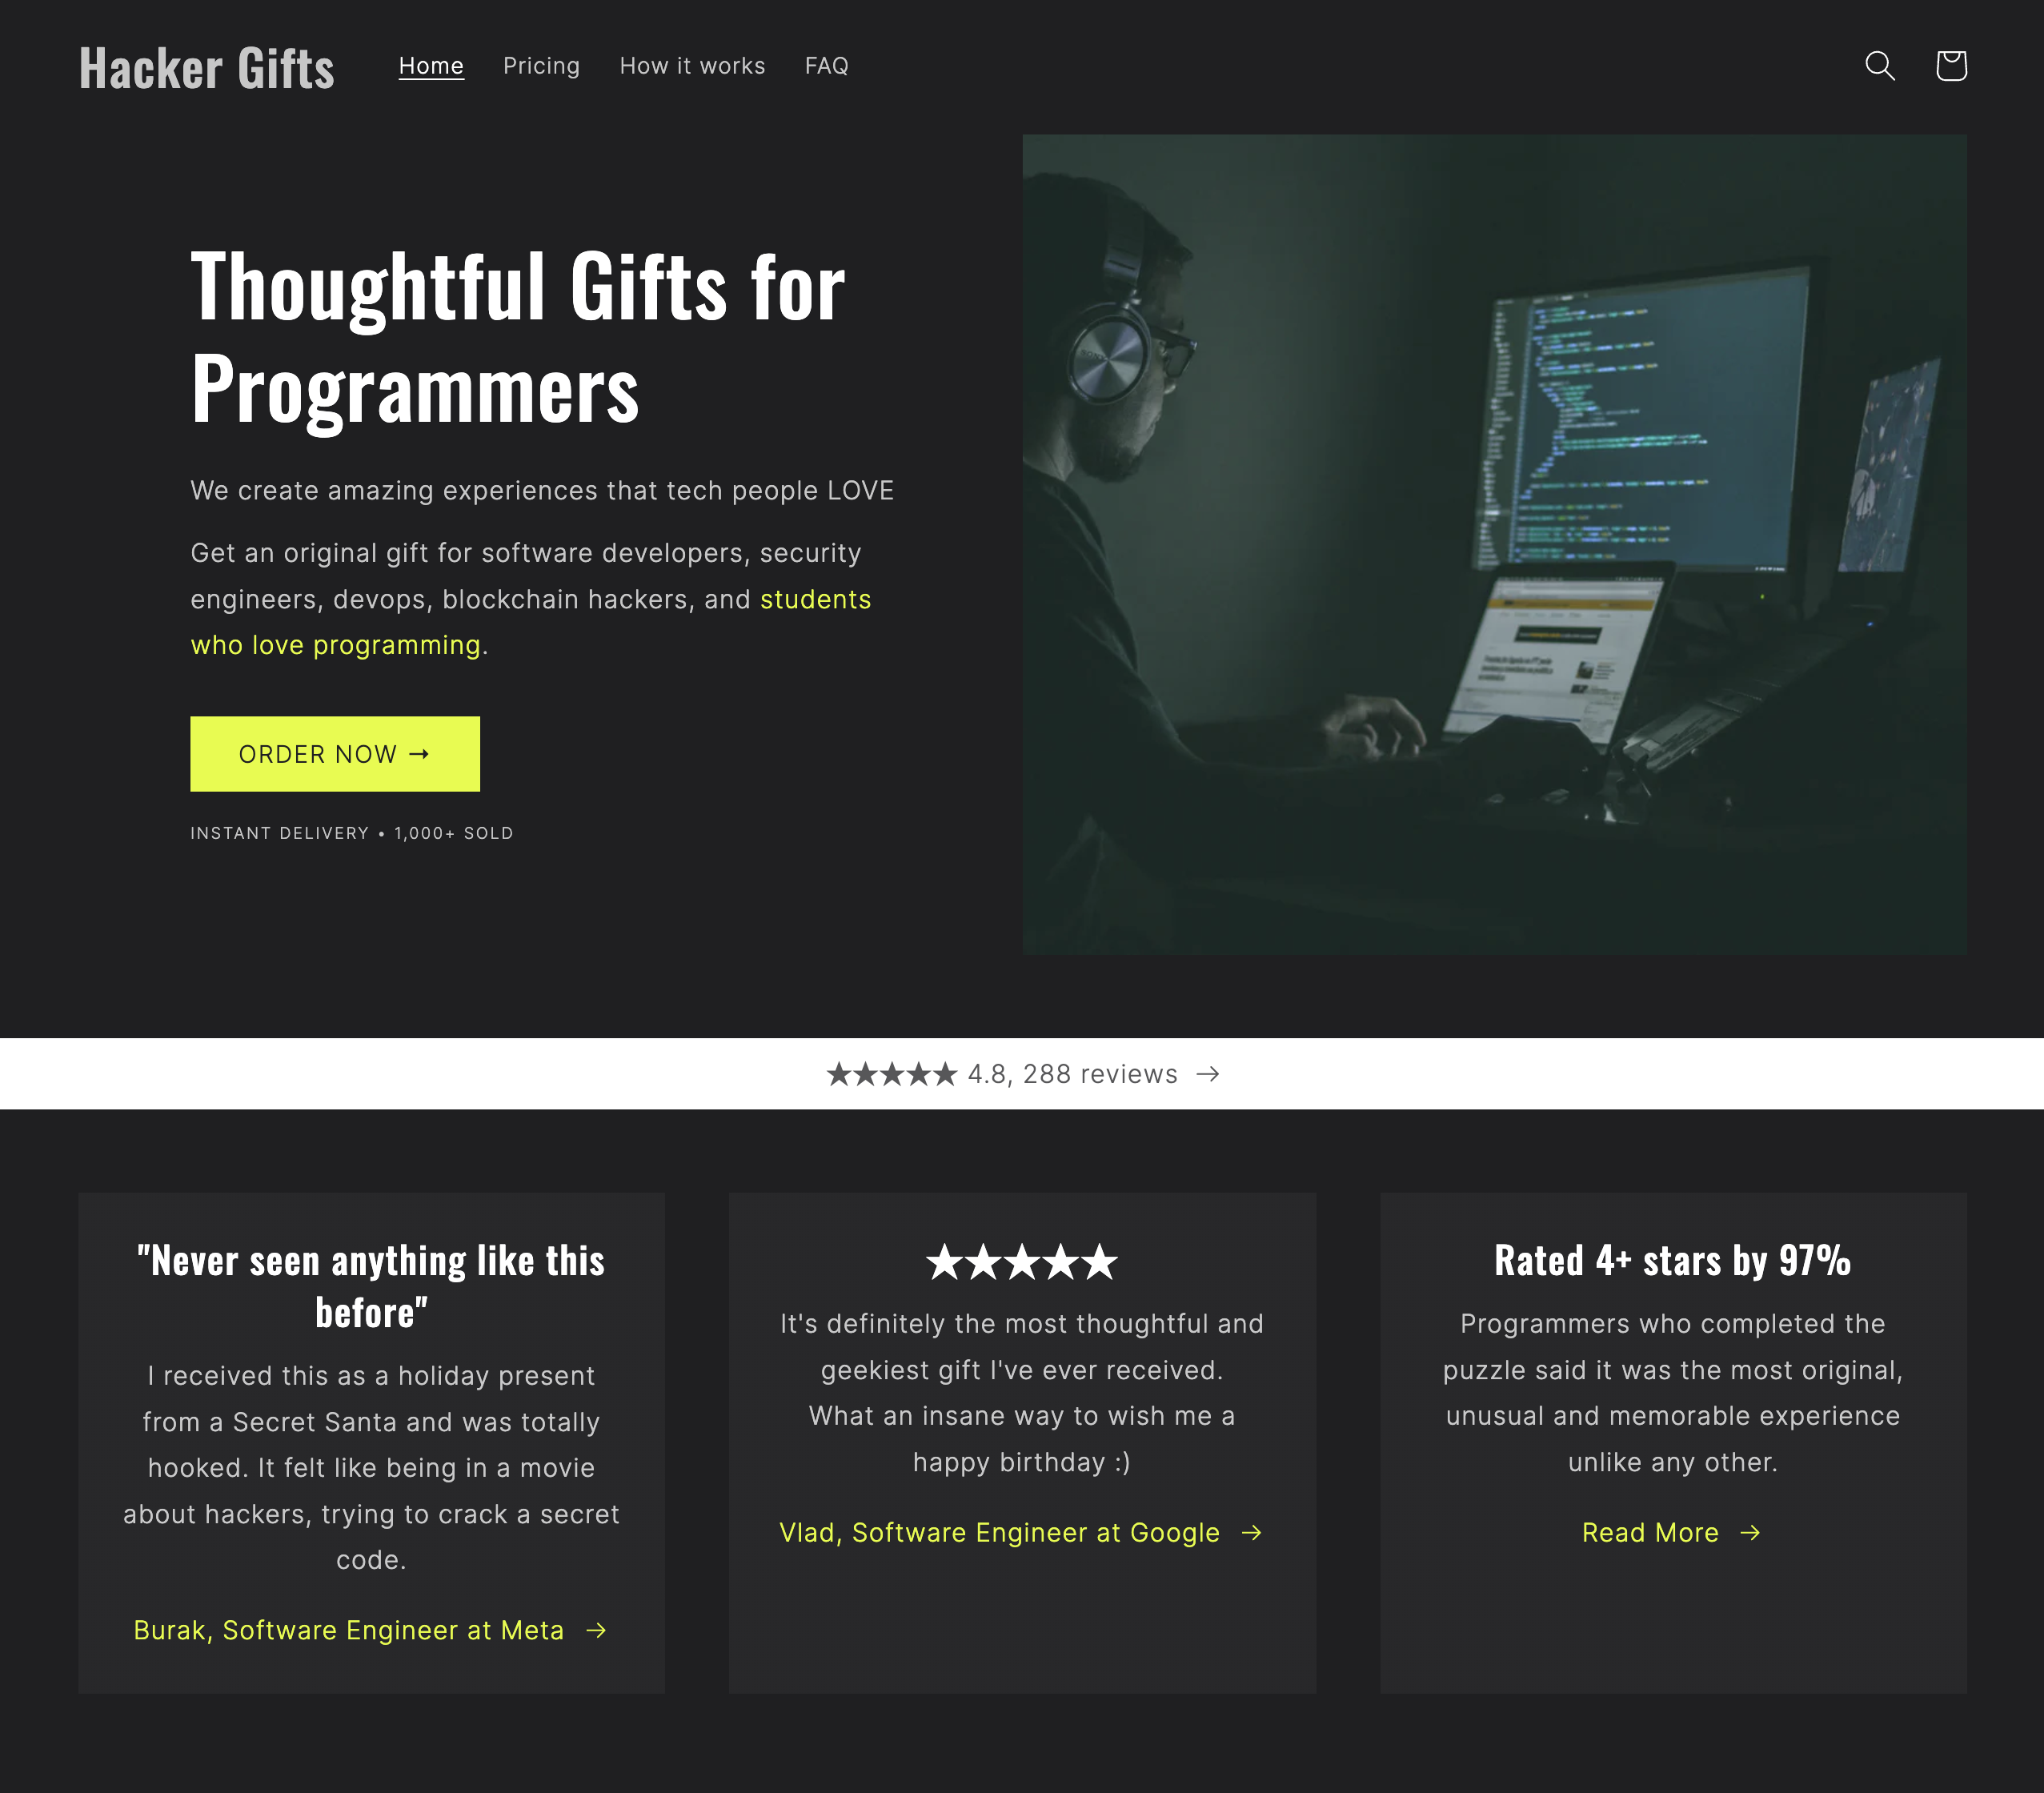 Hacker Gifts
Home
Pricing
How it works
FAQ
Thoughtful Gifts for
Programmers
We create amazing experiences that tech people LOVE
Get an original gift for software developers, security
engineers, devops, blockchain hackers, and students
who love programming.
ORDER NOW →
INSTANT DELIVERY • 1,000+ SOLD
SONY
★★★★★ 4.8, 288 reviews →
"Never seen anything like this
before"
I received this as a holiday present
from a Secret Santa and was totally
hooked. It felt like being in a movie
about hackers, trying to crack a secret
code.
Burak, Software Engineer at Meta →
★★★★★
It's definitely the most thoughtful and
geekiest gift I've ever received.
What an insane way to wish me a
happy birthday :)
Vlad, Software Engineer at Google →
Rated 4+ stars by 97%
Programmers who completed the
puzzle said it was the most original,
unusual and memorable experience
unlike any other.
Read More →